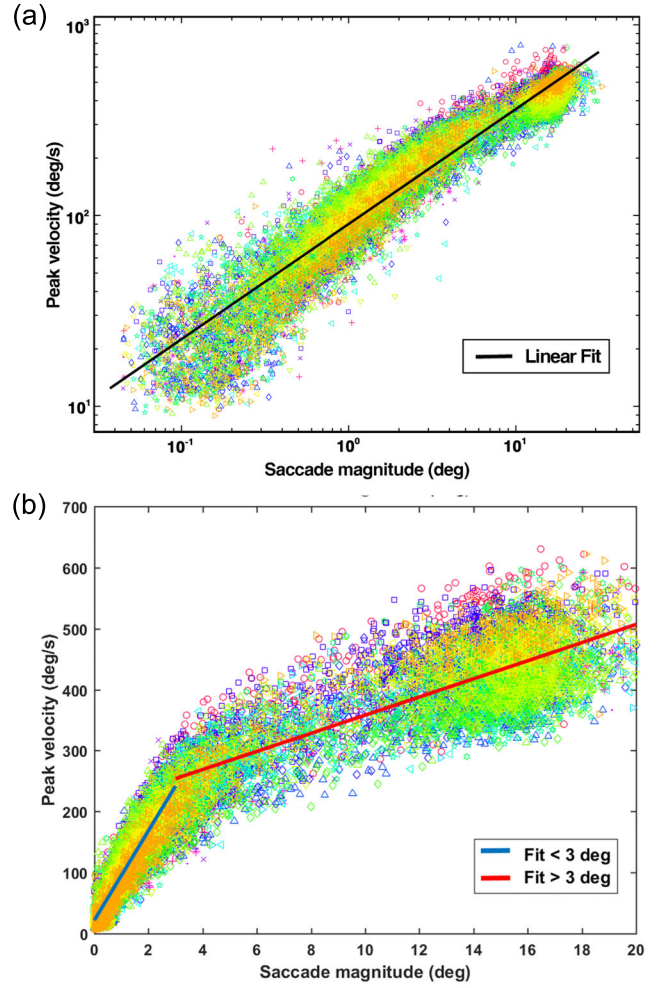 (a)
10³
10²
10¹
Peak velocity (deg/s)
Linear Fit
10⁻¹
10⁰
10¹
Saccade magnitude (deg)
(b)
700
600
500
400
300
200
100
0
Peak velocity (deg/s)
Fit < 3 deg
Fit > 3 deg
0 2 4 6 8 10 12 14 16 18 20
Saccade magnitude (deg)